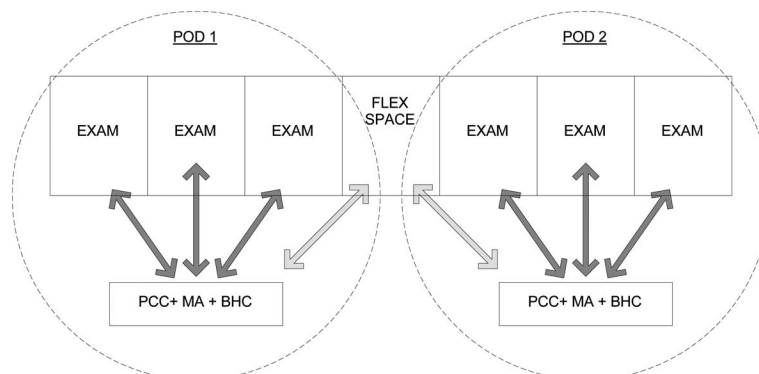 POD 1
POD 2
EXAM
EXAM
EXAM
FLEX
SPACE
EXAM
EXAM
EXAM
PCC+ MA + BHC
PCC+ MA + BHC